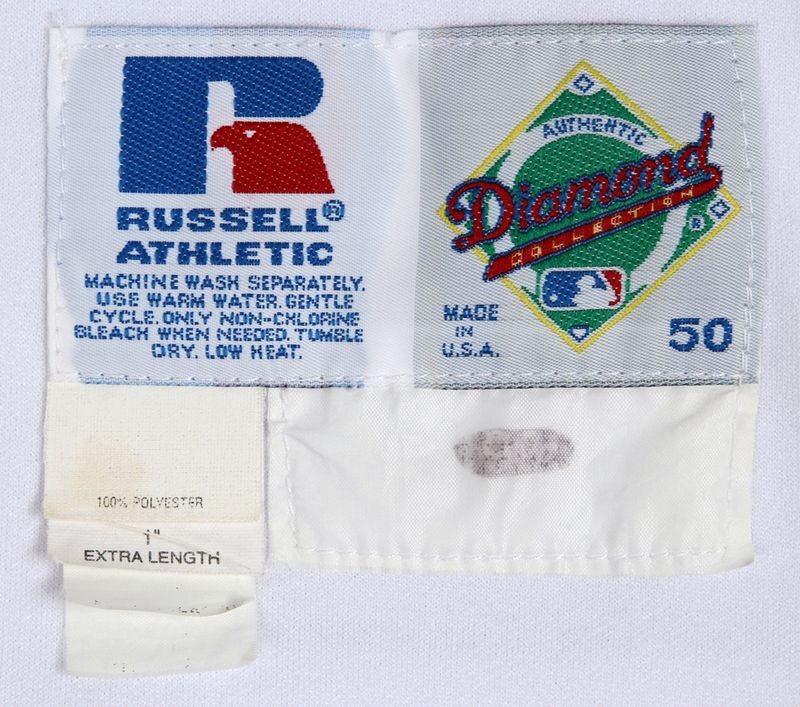 RUSSELL®
ATHLETIC
MACHINE WASH SEPARATELY.
USE WARM WATER. GENTLE
CYCLE. ONLY NON-CHLORINE
BLEACH WHEN NEEDED. TUMBLE
DRY. LOW HEAT.
AUTHENTIC
Diamond
COLLECTION
®
MADE
IN
U.S.A.
50
100% POLYESTER
1"
EXTRA LENGTH